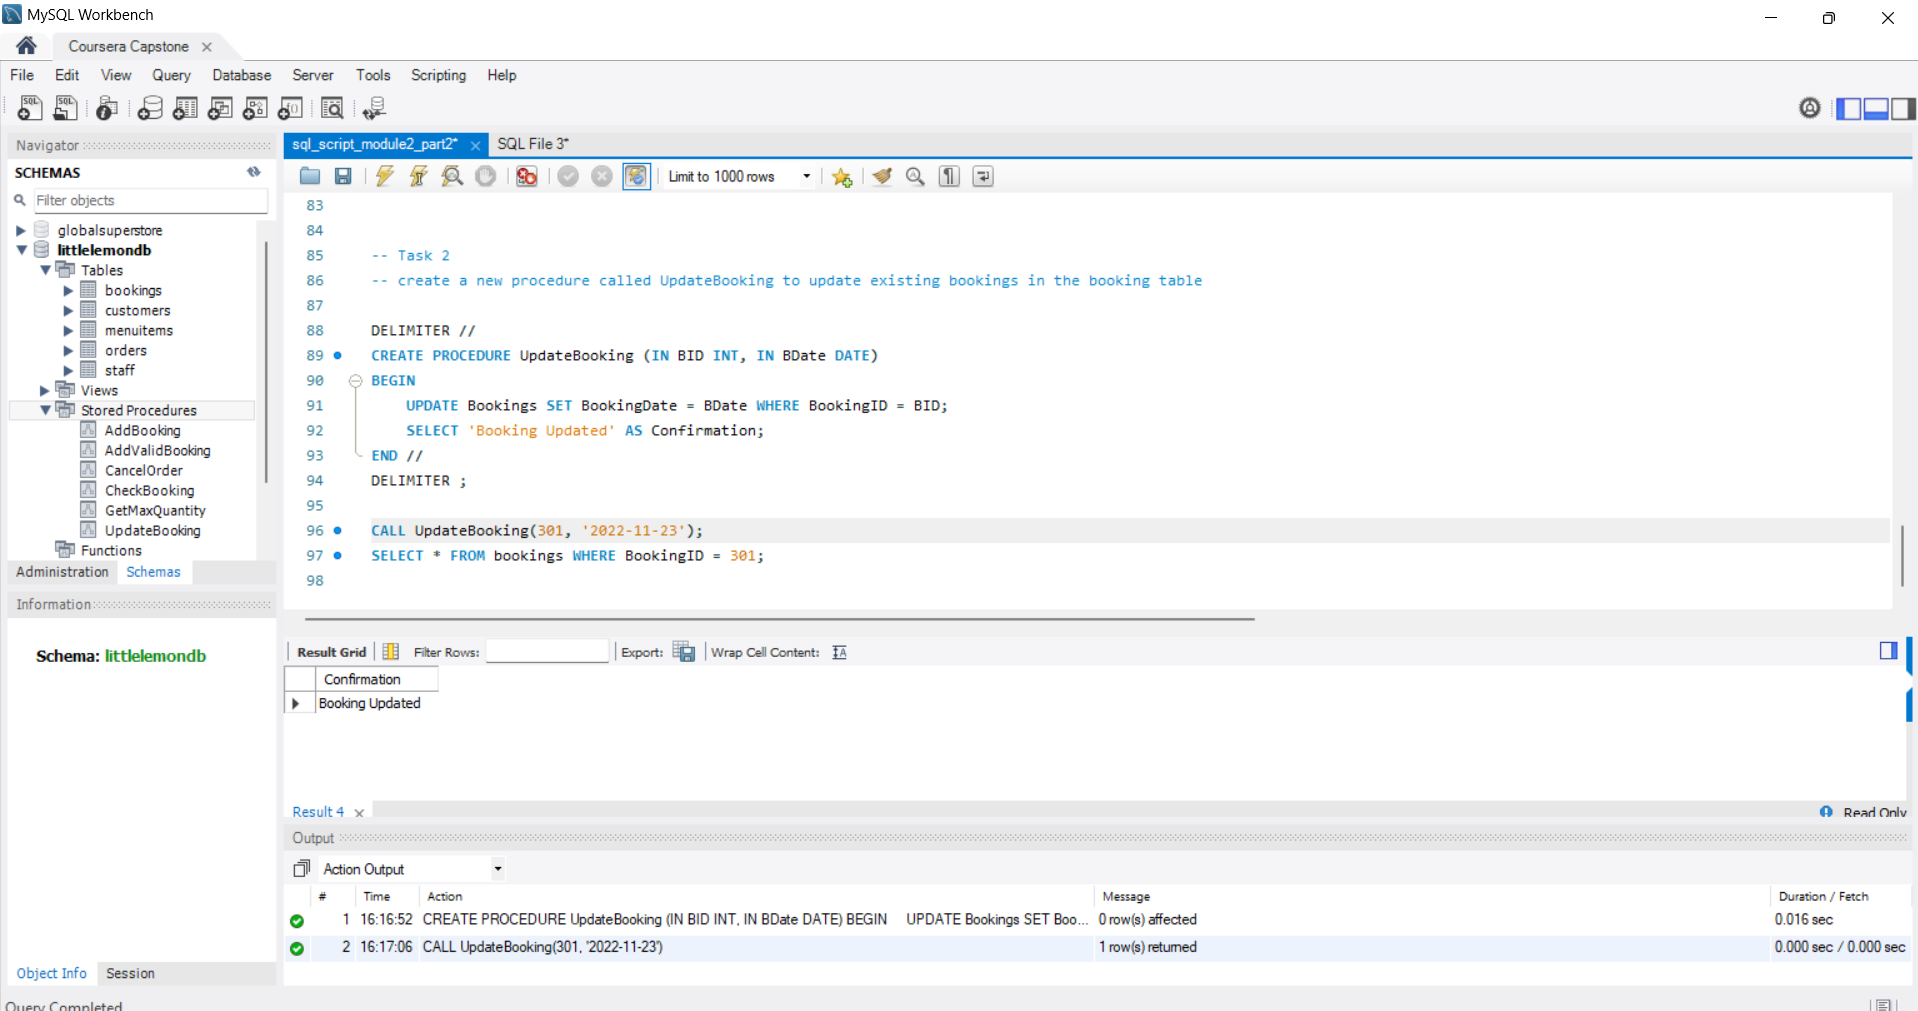 MySQL Workbench
Coursera Capstone
File Edit View Query Database Server Tools Scripting Help
Navigator
SCHEMAS
Filter objects
globalsuperstore
littlelemondb
Tables
bookings
customers
menuitems
orders
staff
Views
Stored Procedures
AddBooking
AddValidBooking
CancelOrder
CheckBooking
GetMaxQuantity
UpdateBooking
Functions
Administration Schemas
Information
Schema: littlelemondb
Object Info Session
Query Completed
sql_script_module2_part2* SQL File 3*
Limit to 1000 rows
83
84
85 -- Task 2
86 -- create a new procedure called UpdateBooking to update existing bookings in the booking table
87
88 DELIMITER //
89 CREATE PROCEDURE UpdateBooking (IN BID INT, IN BDate DATE)
90 BEGIN
91 UPDATE Bookings SET BookingDate = BDate WHERE BookingID = BID;
92 SELECT 'Booking Updated' AS Confirmation;
93 END //
94 DELIMITER ;
95
96 CALL UpdateBooking(301, '2022-11-23');
97 SELECT * FROM bookings WHERE BookingID = 301;
98
Result Grid Filter Rows: Export: Wrap Cell Content:
Confirmation
Booking Updated
Result 4 Read Only
Output
Action Output
# Time Action Message Duration / Fetch
1 16:16:52 CREATE PROCEDURE UpdateBooking (IN BID INT, IN BDate DATE) BEGIN UPDATE Bookings SET Boo... 0 row(s) affected 0.016 sec
2 16:17:06 CALL UpdateBooking(301, '2022-11-23') 1 row(s) returned 0.000 sec / 0.000 sec